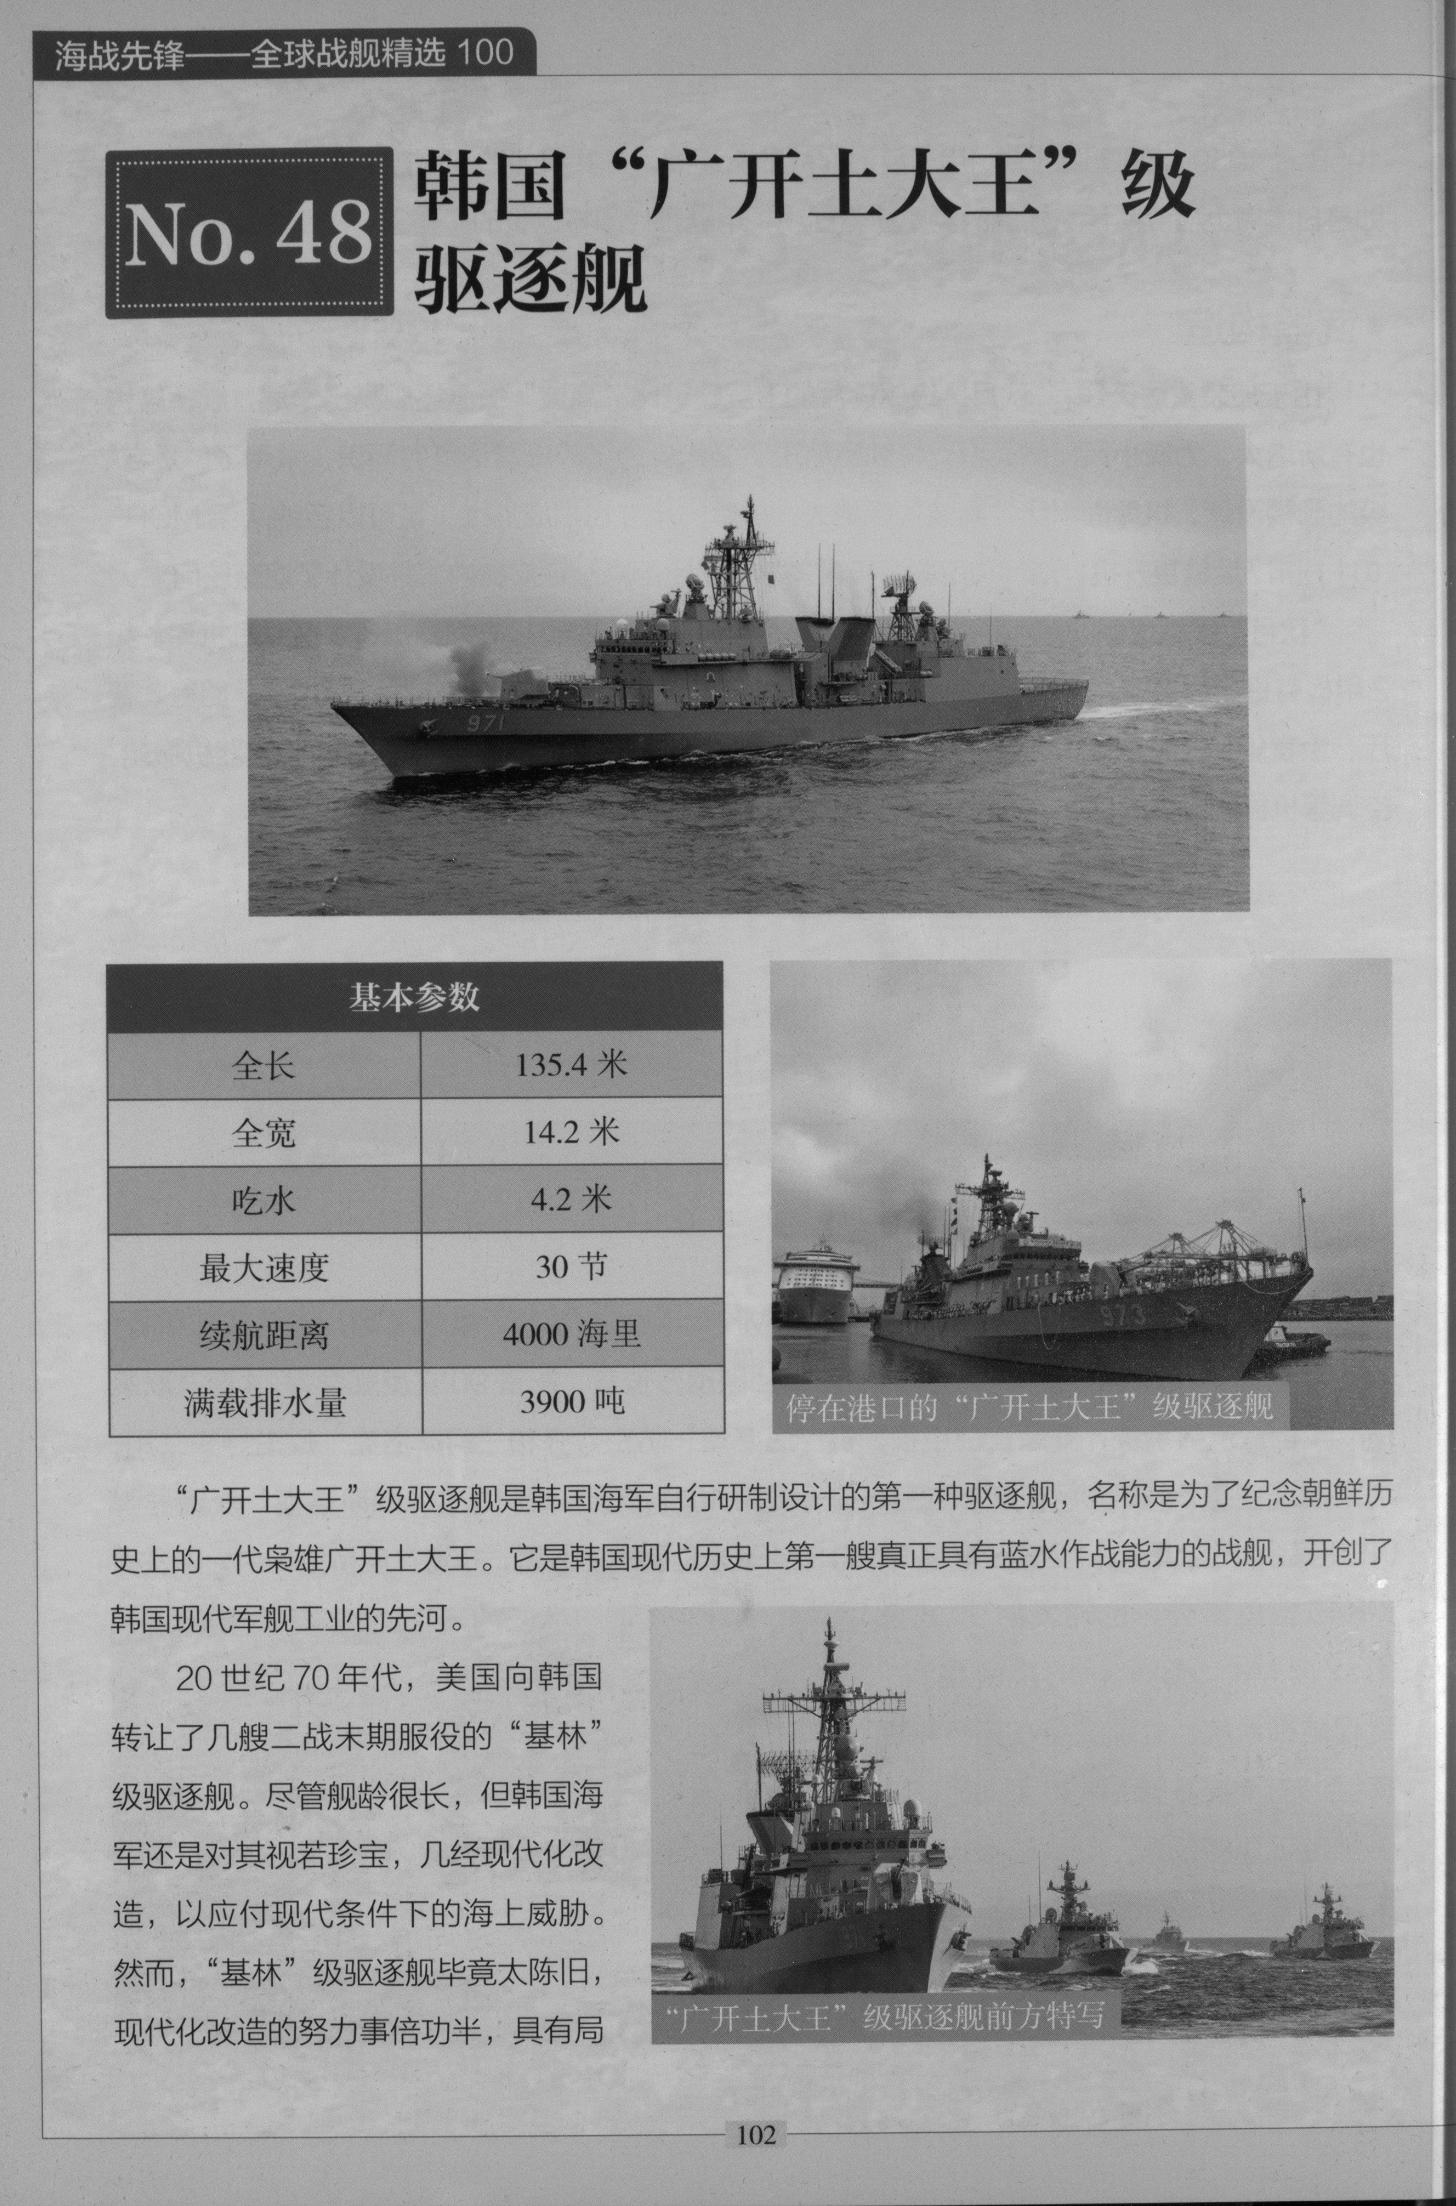 海战先锋——全球战舰精选 100
No. 48
韩国“广开土大王”级
驱逐舰
971
基本参数
全长 135.4 米
全宽 14.2 米
吃水 4.2 米
最大速度 30 节
续航距离 4000 海里
满载排水量 3900 吨
973
停在港口的“广开土大王”级驱逐舰
“广开土大王”级驱逐舰是韩国海军自行研制设计的第一种驱逐舰，名称是为了纪念朝鲜历
史上的一代枭雄广开土大王。它是韩国现代历史上第一艘真正具有蓝水作战能力的战舰，开创了
韩国现代军舰工业的先河。
20 世纪 70 年代，美国向韩国
转让了几艘二战末期服役的“基林”
级驱逐舰。尽管舰龄很长，但韩国海
军还是对其视若珍宝，几经现代化改
造，以应付现代条件下的海上威胁。
然而，“基林”级驱逐舰毕竟太陈旧，
现代化改造的努力事倍功半，具有局
“广开土大王”级驱逐舰前方特写
102